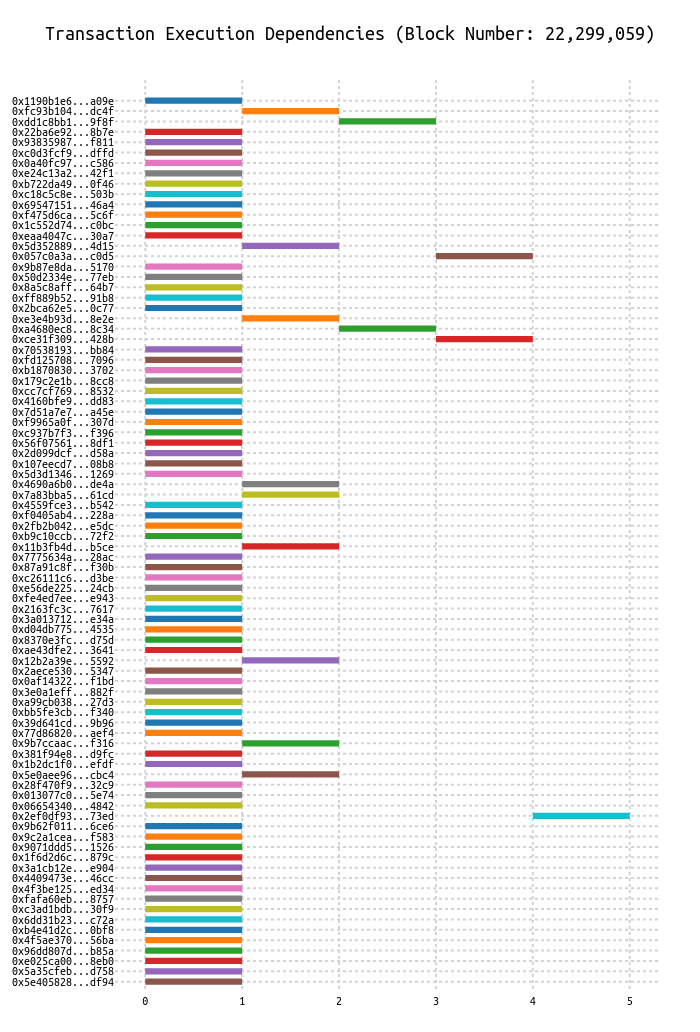 Transaction Execution Dependencies (Block Number: 22,299,059)
0x1190b1e6...a09e
0xfc93b104...dc4f
0xdd1c8bb1...9f8f
0x22ba6e92...8b7e
0x93835987...f811
0xc0d3fcf9...dffd
0x0a40fc97...c586
0xe24c13a2...42f1
0xb722da49...0f46
0xc18c5c8e...503b
0x69547151...46a4
0xf475d6ca...5c6f
0x1c552d74...c0bc
0xeaa4047c...30a7
0x5d352889...4d15
0x057c0a3a...c0d5
0x9b87e8da...5170
0x50d2334e...77eb
0x8a5c8aff...64b7
0xff889b52...91b8
0x2bca62e5...0c77
0xe3e4b93d...8e2e
0xa4680ec8...8c34
0xce31f309...428b
0x70538193...bb84
0xfd125708...7096
0xb1870830...3702
0x179c2e1b...8cc8
0xcc7cf769...8532
0x4160bfe9...dd83
0x7d51a7e7...a45e
0xf9965a0f...307d
0xc937b7f3...f396
0x56f07561...8df1
0x2d099dcf...d58a
0x107eecd7...08b8
0x5d3d1346...1269
0x4690a6b0...de4a
0x7a83bba5...61cd
0x4559fce3...b542
0xf0405ab4...228a
0x2fb2b042...e5dc
0xb9c10ccb...72f2
0x11b3fb4d...b5ce
0x7775634a...28ac
0x87a91c8f...f30b
0xc26111c6...d3be
0xe56de225...24cb
0xfe4ed7ee...e943
0x2163fc3c...7617
0x3a013712...e34a
0xd04db775...4535
0x8370e3fc...d75d
0xae43dfe2...3641
0x12b2a39e...5592
0x2aece530...5347
0x0af14322...f1bd
0x3e0a1eff...882f
0xa99cb038...27d3
0xbb5fe3cb...f340
0x39d641cd...9b96
0x77d86820...aef4
0x9b7ccaac...f316
0x381f94e8...d9fc
0x1b2dc1f0...efdf
0x5e0aee96...cbc4
0x28f470f9...32c9
0x013077c0...5e74
0x06654340...4842
0x2ef0df93...73ed
0x9b62f011...6ce6
0x9c2a1cea...f583
0x9071ddd5...1526
0x1f6d2d6c...879c
0x3a1cb12e...e904
0x4409473e...46cc
0x4f3be125...ed34
0xfafa60eb...8757
0xc3ad1bdb...30f9
0x6dd31b23...c72a
0xb4e41d2c...0bf8
0x4f5ae370...56ba
0x96dd807d...b85a
0xe025ca00...8eb0
0x5a35cfeb...d758
0x5e405828...df94
0 1 2 3 4 5